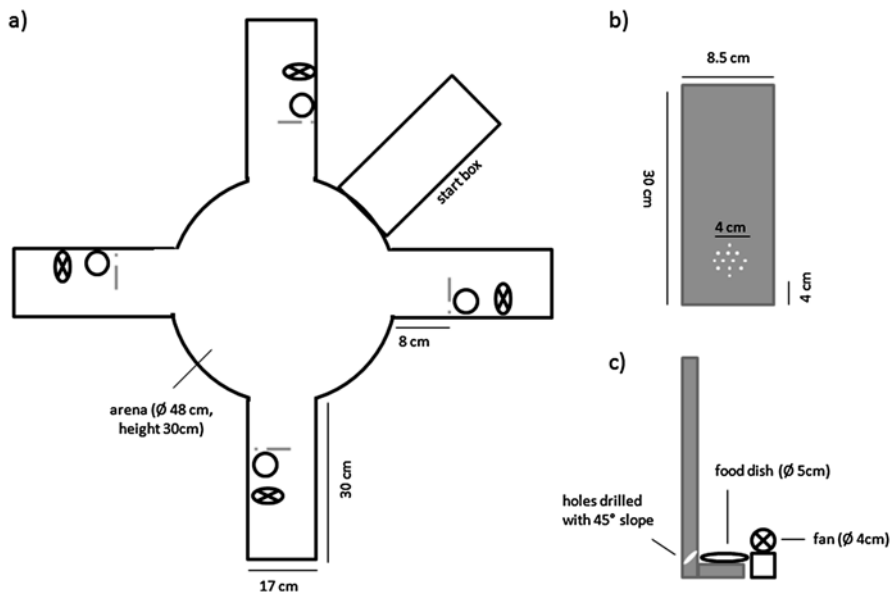 a)
start box
8 cm
arena (Ø 48 cm,
height 30cm)
30 cm
17 cm
b)
8.5 cm
30 cm
4 cm
4 cm
c)
food dish (Ø 5cm)
holes drilled
with 45° slope
fan (Ø 4cm)